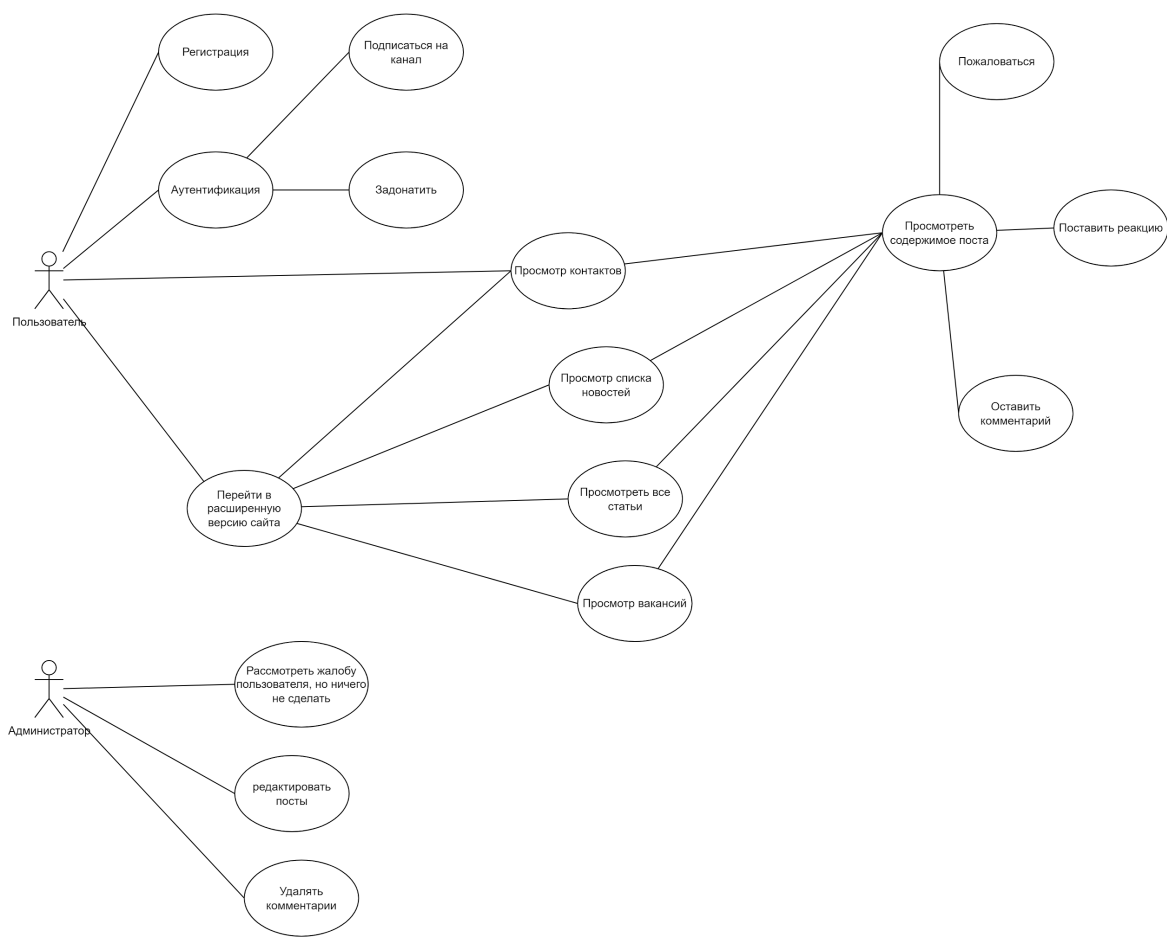 Регистрация
Подписаться на
канал
Пожаловаться
Аутентификация
Задонатить
Просмотреть
содержимое поста
Поставить реакцию
Просмотр контактов
Пользователь
Просмотр списка
новостей
Оставить
комментарий
Перейти в
расширенную
версию сайта
Просмотреть все
статьи
Просмотр вакансий
Рассмотреть жалобу
пользователя, но ничего
не сделать
Администратор
редактировать
посты
Удалять
комментарии